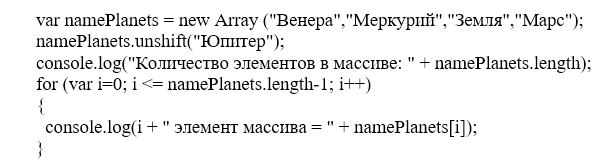 var namePlanets = new Array ("Венера","Меркурий","Земля","Марс");
namePlanets.unshift("Юпитер");
console.log("Количество элементов в массиве: " + namePlanets.length);
for (var i=0; i <= namePlanets.length-1; i++)
{
  console.log(i + " элемент массива = " + namePlanets[i]);
}